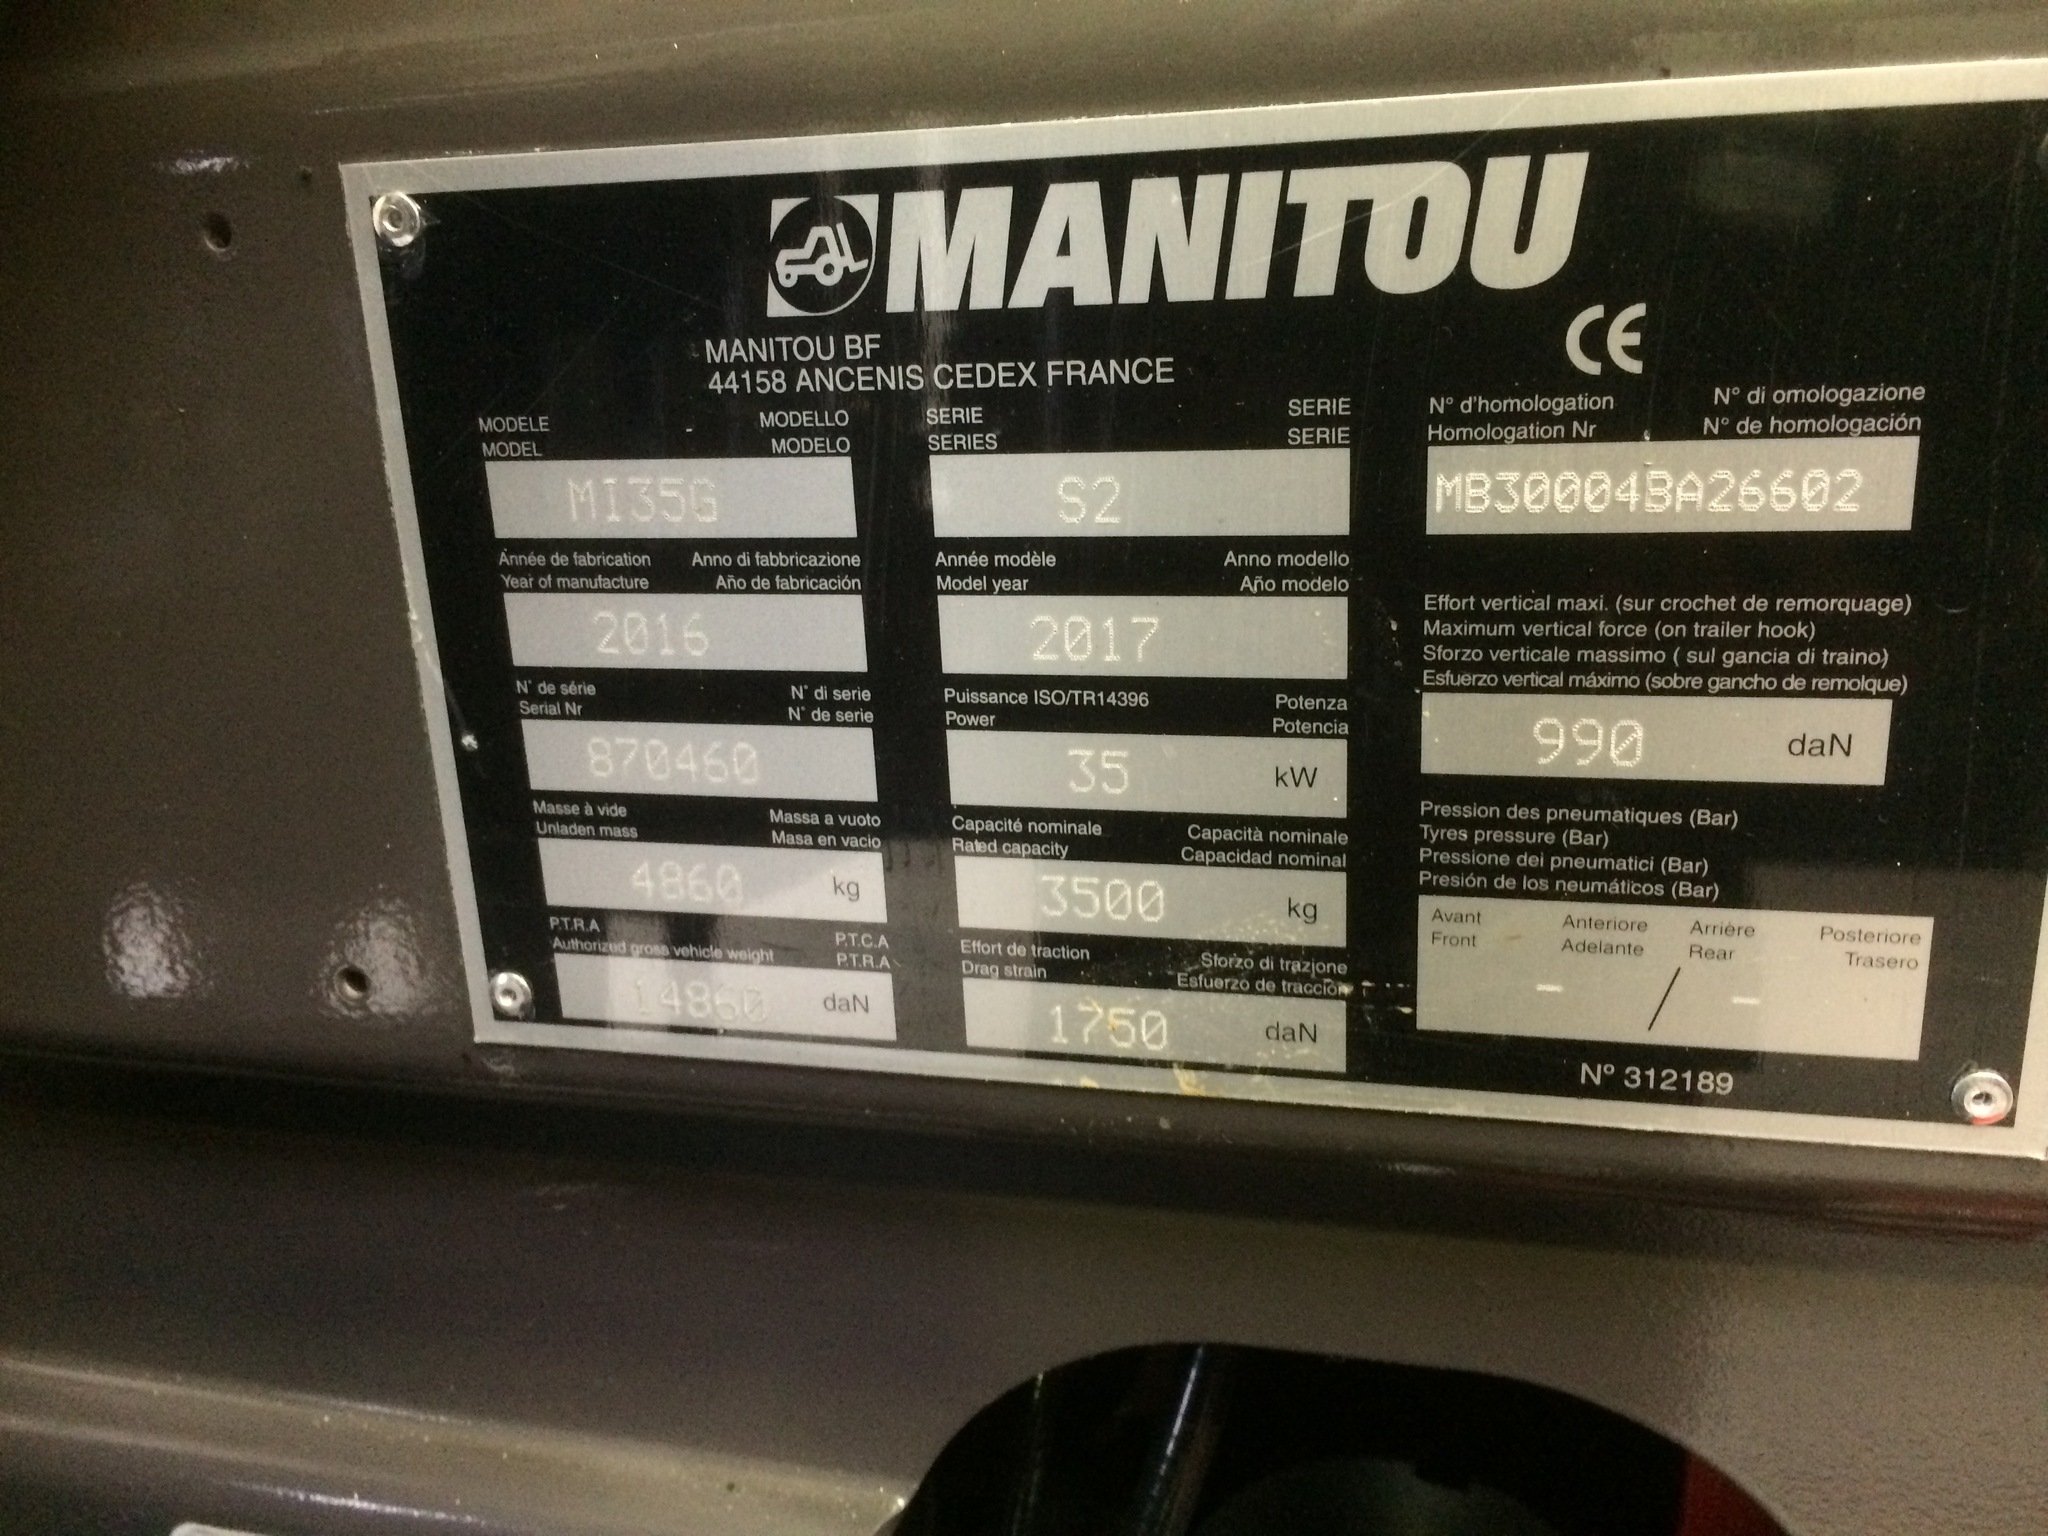 MANITOU
MANITOU BF
44158 ANCENIS CEDEX FRANCE
CE
MODELE MODELLO
MODEL MODELO
MI35G
Année de fabrication Anno di fabbricazione
Year of manufacture Año de fabricación
2016
N° de série N° di serie
Serial Nr N° de serie
870460
Masse à vide Massa a vuoto
Unladen mass Masa en vacio
4860 kg
P.T.R.A P.T.C.A
Authorized gross vehicle weight P.T.R.A
14860 daN
SERIE SERIE
SERIES SERIE
S2
Année modèle Anno modello
Model year Año modelo
2017
Puissance ISO/TR14396 Potenza
Power Potencia
35 kW
Capacité nominale Capacità nominale
Rated capacity Capacidad nominal
3500 kg
Effort de traction Sforzo di trazione
Drag strain Esfuerzo de tracción
1750 daN
N° d'homologation N° di omologazione
Homologation Nr N° de homologación
MB30004BA26602
Effort vertical maxi. (sur crochet de remorquage)
Maximum vertical force (on trailer hook)
Sforzo verticale massimo ( sul gancia di traino)
Esfuerzo vertical máximo (sobre gancho de remolque)
990 daN
Pression des pneumatiques (Bar)
Tyres pressure (Bar)
Pressione dei pneumatici (Bar)
Presión de los neumáticos (Bar)
Avant Anteriore Arrière Posteriore
Front Adelante Rear Trasero
- / -
N° 312189